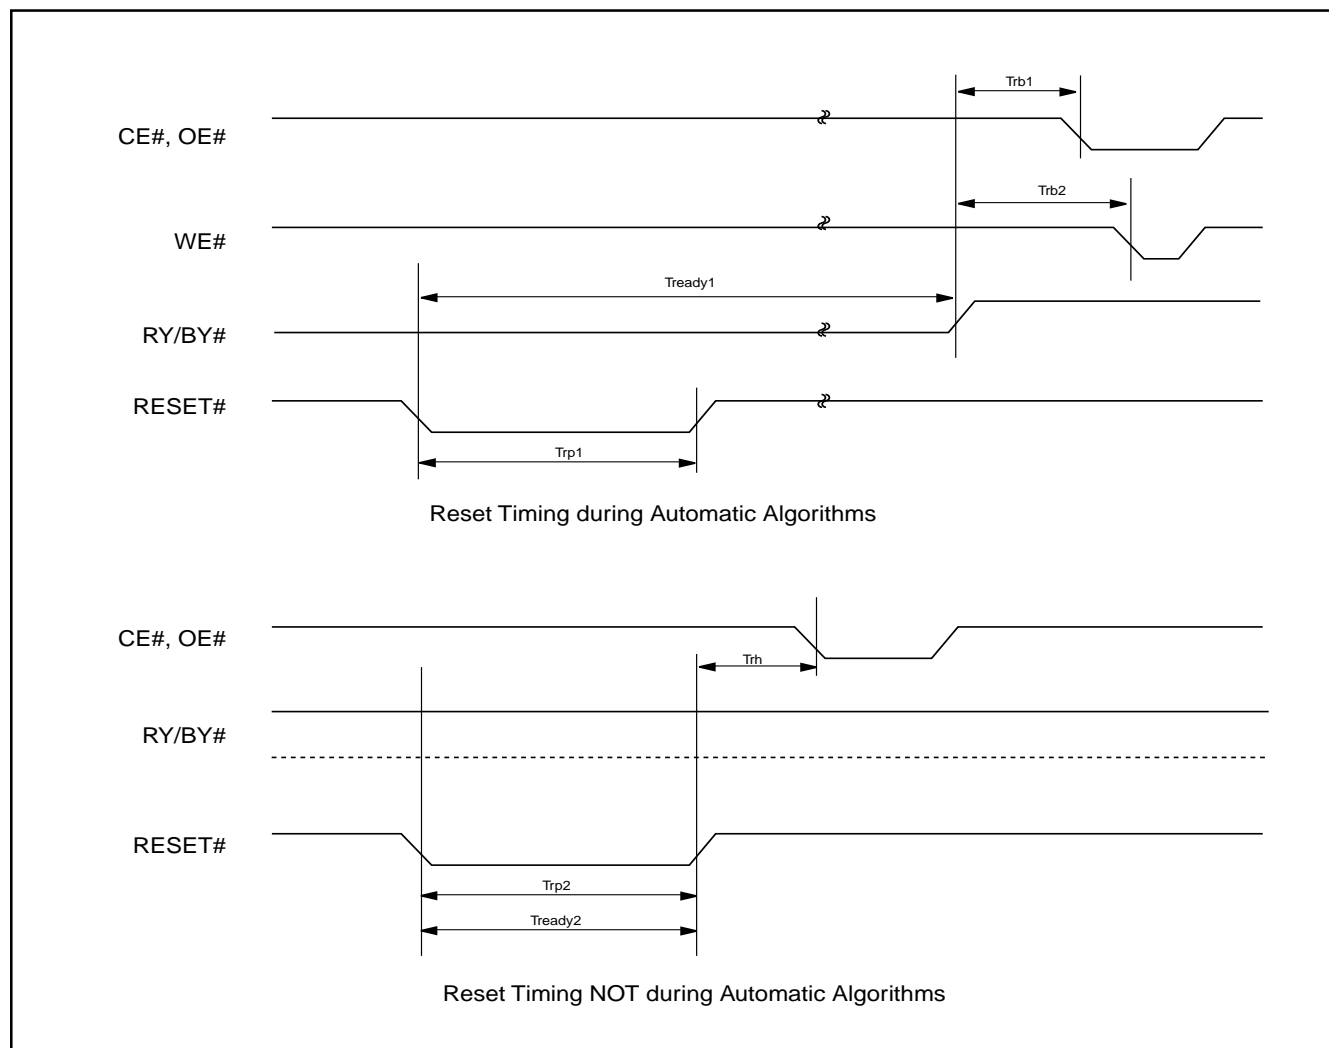 Trb1
CE#, OE#
Trb2
WE#
Tready1
RY/BY#
RESET#
Trp1
Reset Timing during Automatic Algorithms
CE#, OE#
Trh
RY/BY#
RESET#
Trp2
Tready2
Reset Timing NOT during Automatic Algorithms